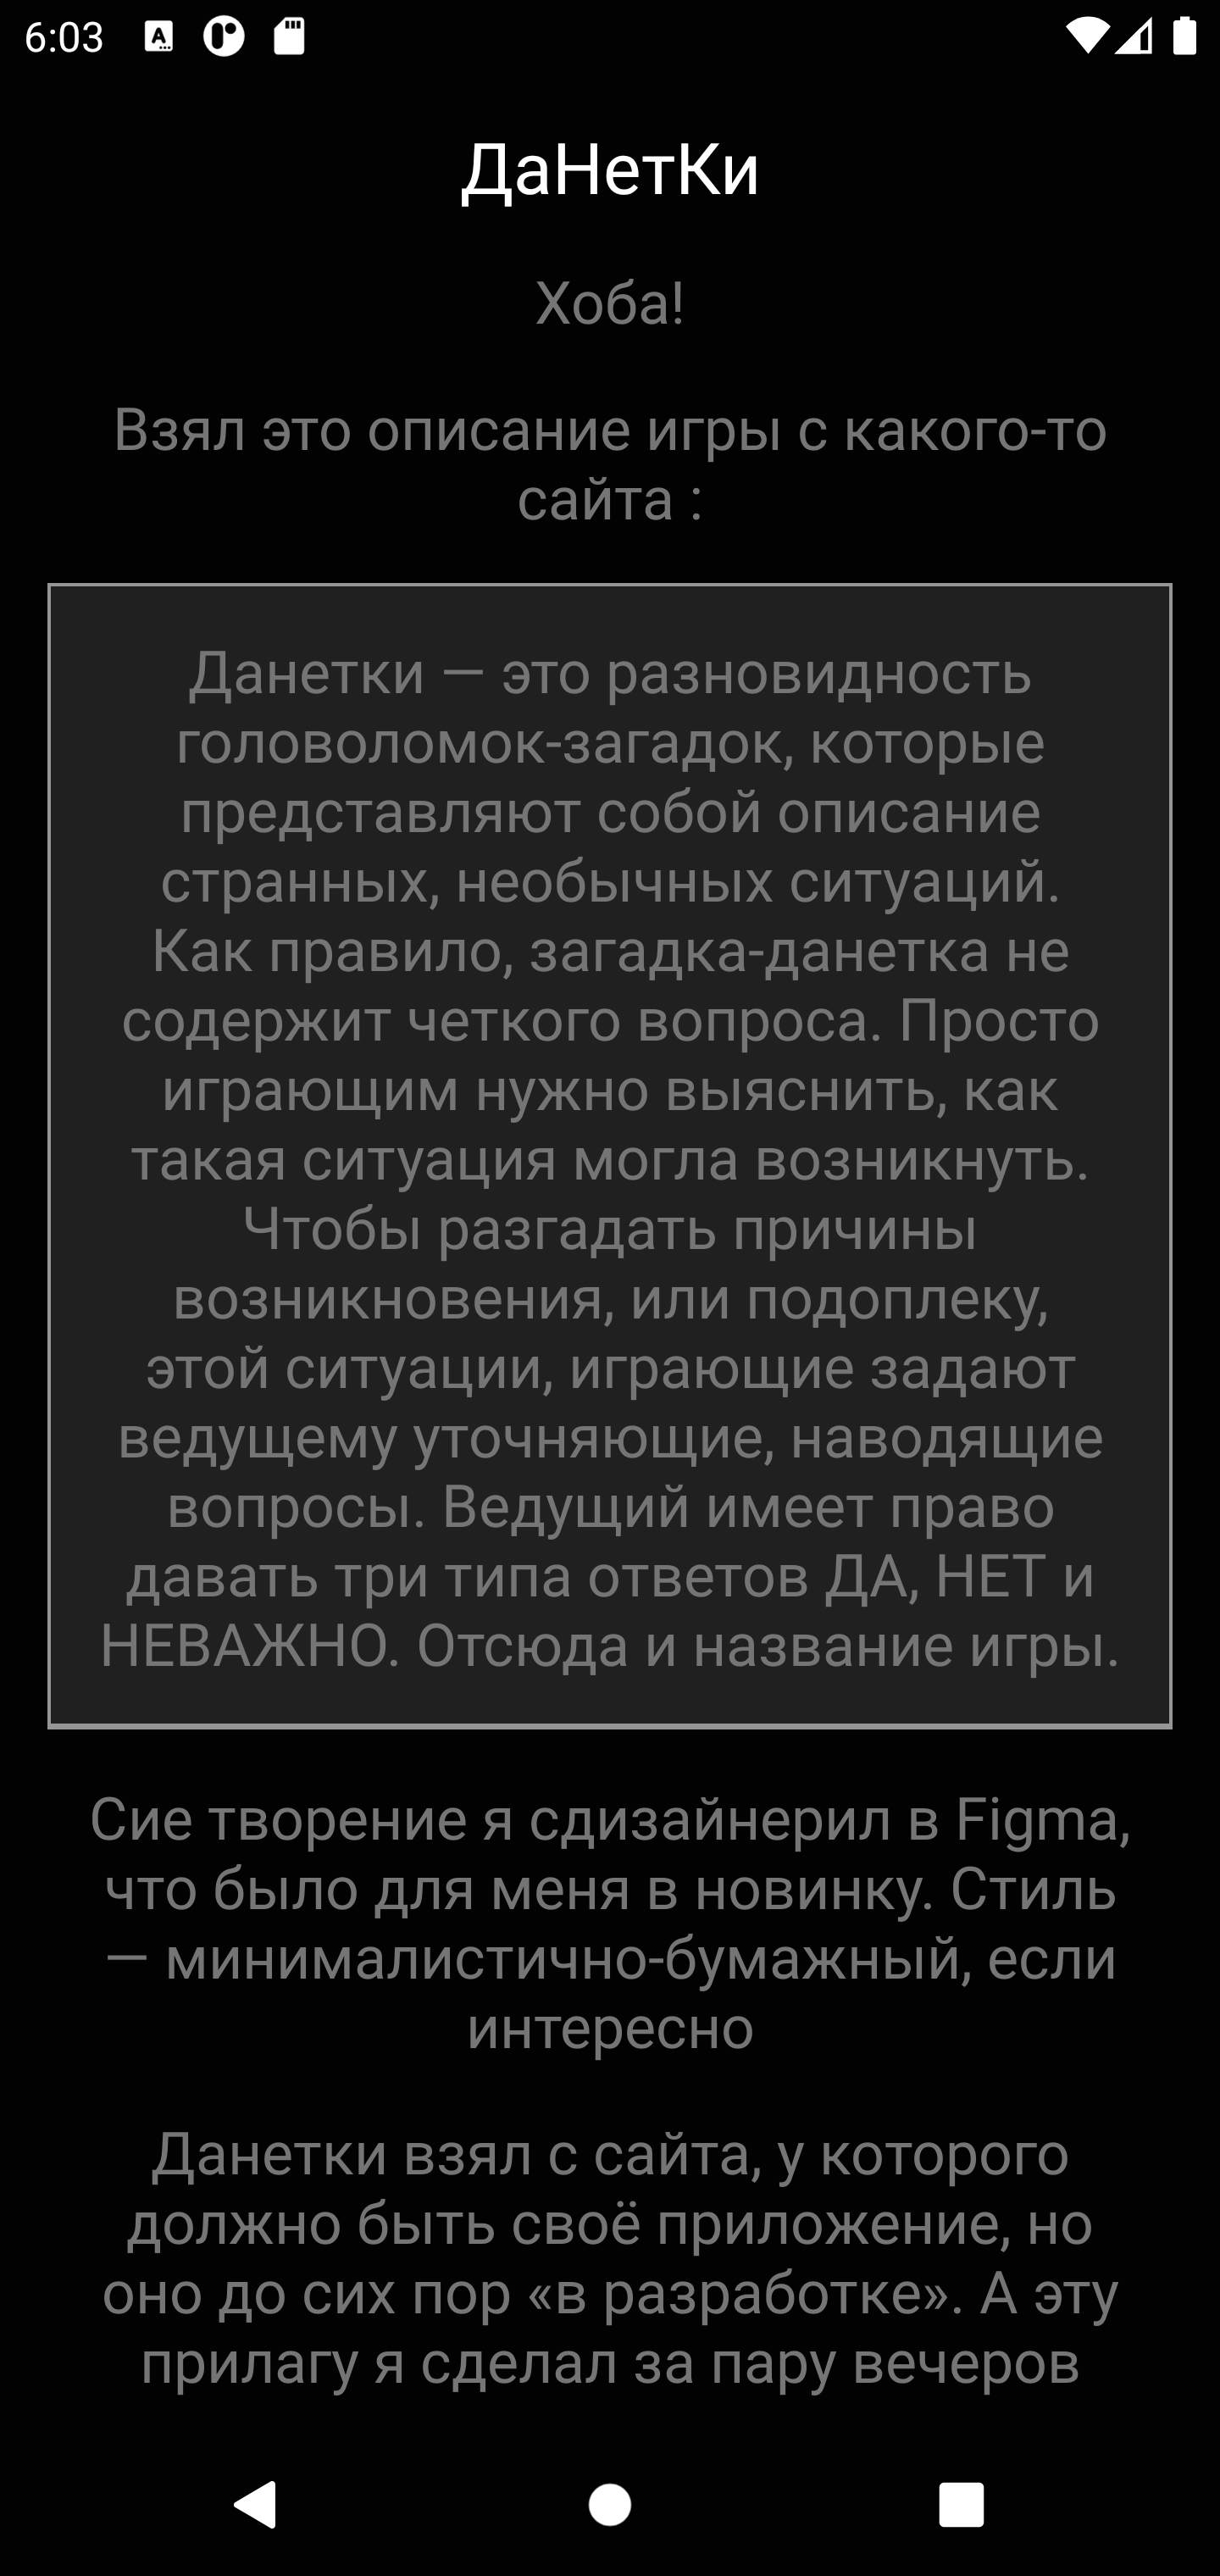 6:03
ДаНетКи
Хоба!
Взял это описание игры с какого-то
сайта :
Данетки — это разновидность
головоломок-загадок, которые
представляют собой описание
странных, необычных ситуаций.
Как правило, загадка-данетка не
содержит четкого вопроса. Просто
играющим нужно выяснить, как
такая ситуация могла возникнуть.
Чтобы разгадать причины
возникновения, или подоплеку,
этой ситуации, играющие задают
ведущему уточняющие, наводящие
вопросы. Ведущий имеет право
давать три типа ответов ДА, НЕТ и
НЕВАЖНО. Отсюда и название игры.
Сие творение я сдизайнерил в Figma,
что было для меня в новинку. Стиль
— минималистично-бумажный, если
интересно
Данетки взял с сайта, у которого
должно быть своё приложение, но
оно до сих пор «в разработке». А эту
прилагу я сделал за пару вечеров